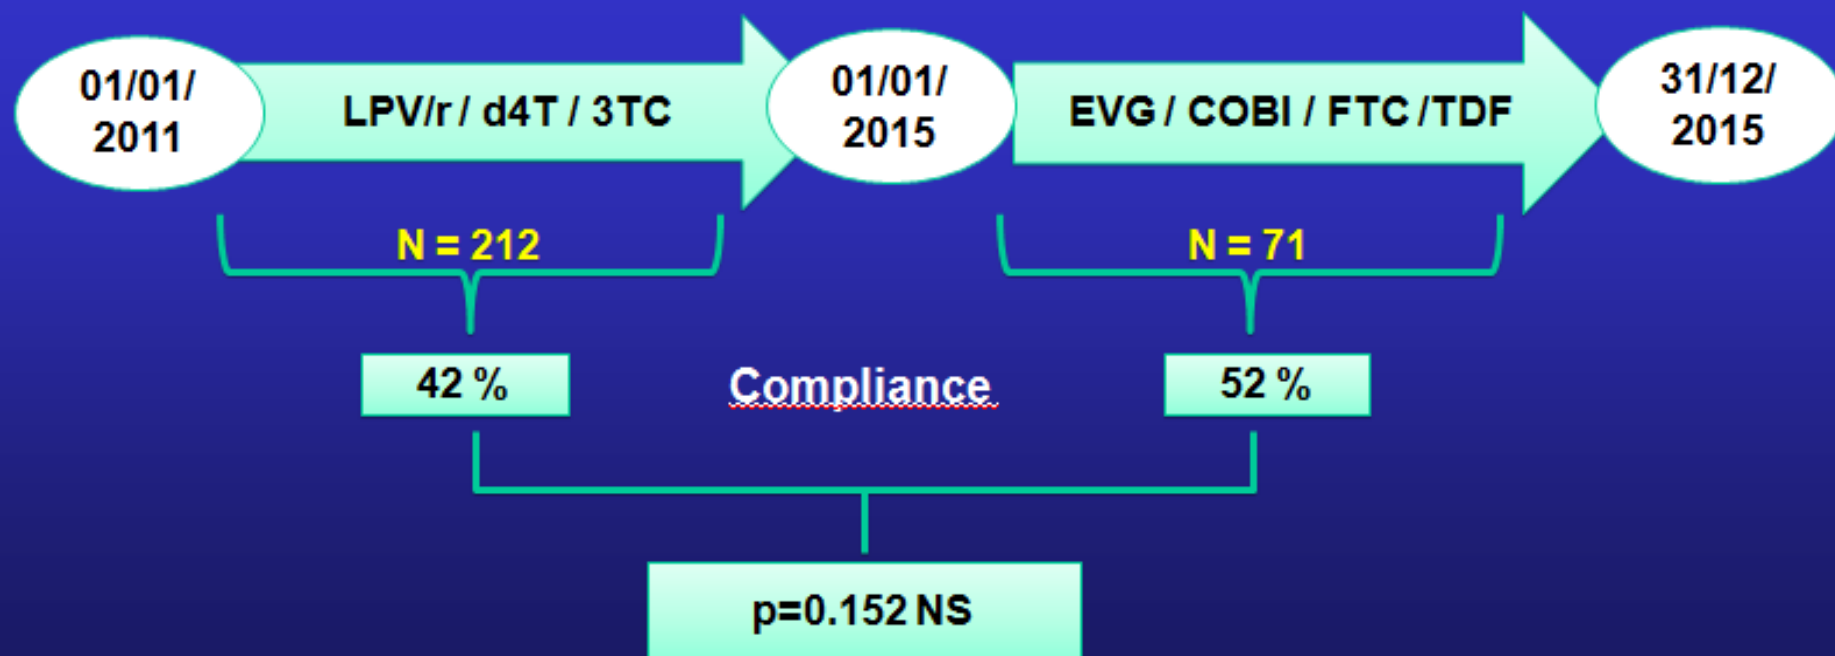 01/01/
2011
LPV/r / d4T / 3TC
01/01/
2015
EVG / COBI / FTC /TDF
31/12/
2015
N = 212
N = 71
42 %
Compliance
52 %
p=0.152 NS